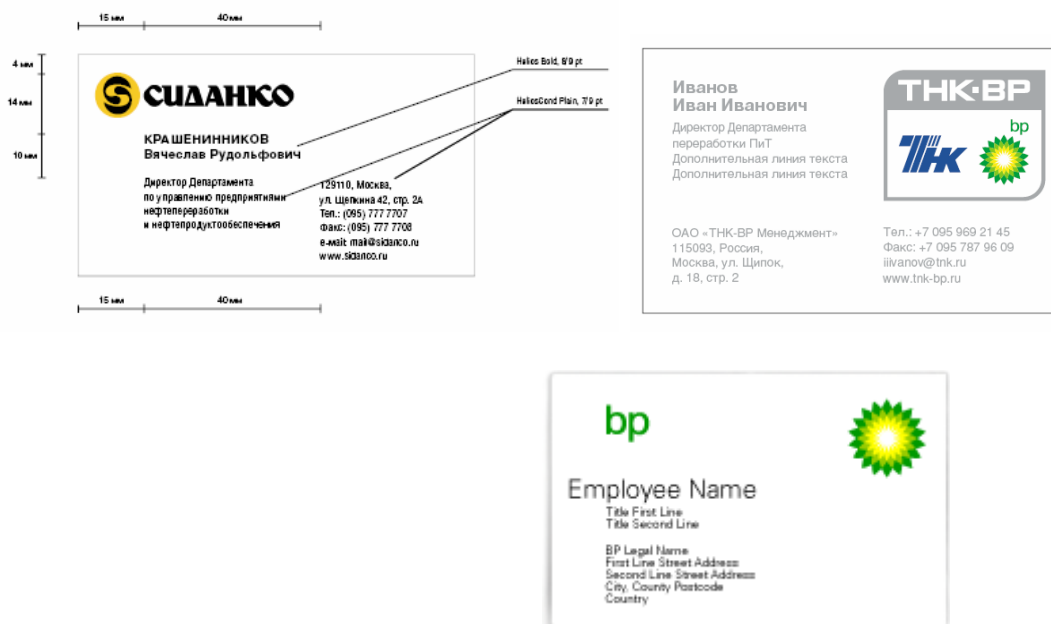 15 мм 40 мм
4 мм
14 мм
10 мм
СИДАНКО
КРАШЕНИННИКОВ
Вячеслав Рудольфович
Директор Департамента
по управлению предприятиями
нефтепереработки
и нефтепродуктообеспечения
129110, Москва,
ул. Щепкина 42, стр. 2А
Тел.: (095) 777 7707
Факс: (095) 777 7708
e-mail: mail@sidanco.ru
www.sidanco.ru
Helios Bold, 8/9 pt
HeliosCond Plain, 7/9 pt
15 мм 40 мм
Иванов
Иван Иванович
Директор Департамента
переработки ПиТ
Дополнительная линия текста
Дополнительная линия текста
ТНК-BP
ТНК
bp
ОАО «ТНК-BP Менеджмент»
115093, Россия,
Москва, ул. Щипок,
д. 18, стр. 2
Тел.: +7 095 969 21 45
Факс: +7 095 787 96 09
iiivanov@tnk.ru
www.tnk-bp.ru
bp
Employee Name
Title First Line
Title Second Line
BP Legal Name
First Line Street Address
Second Line Street Address
City, County Postcode
Country